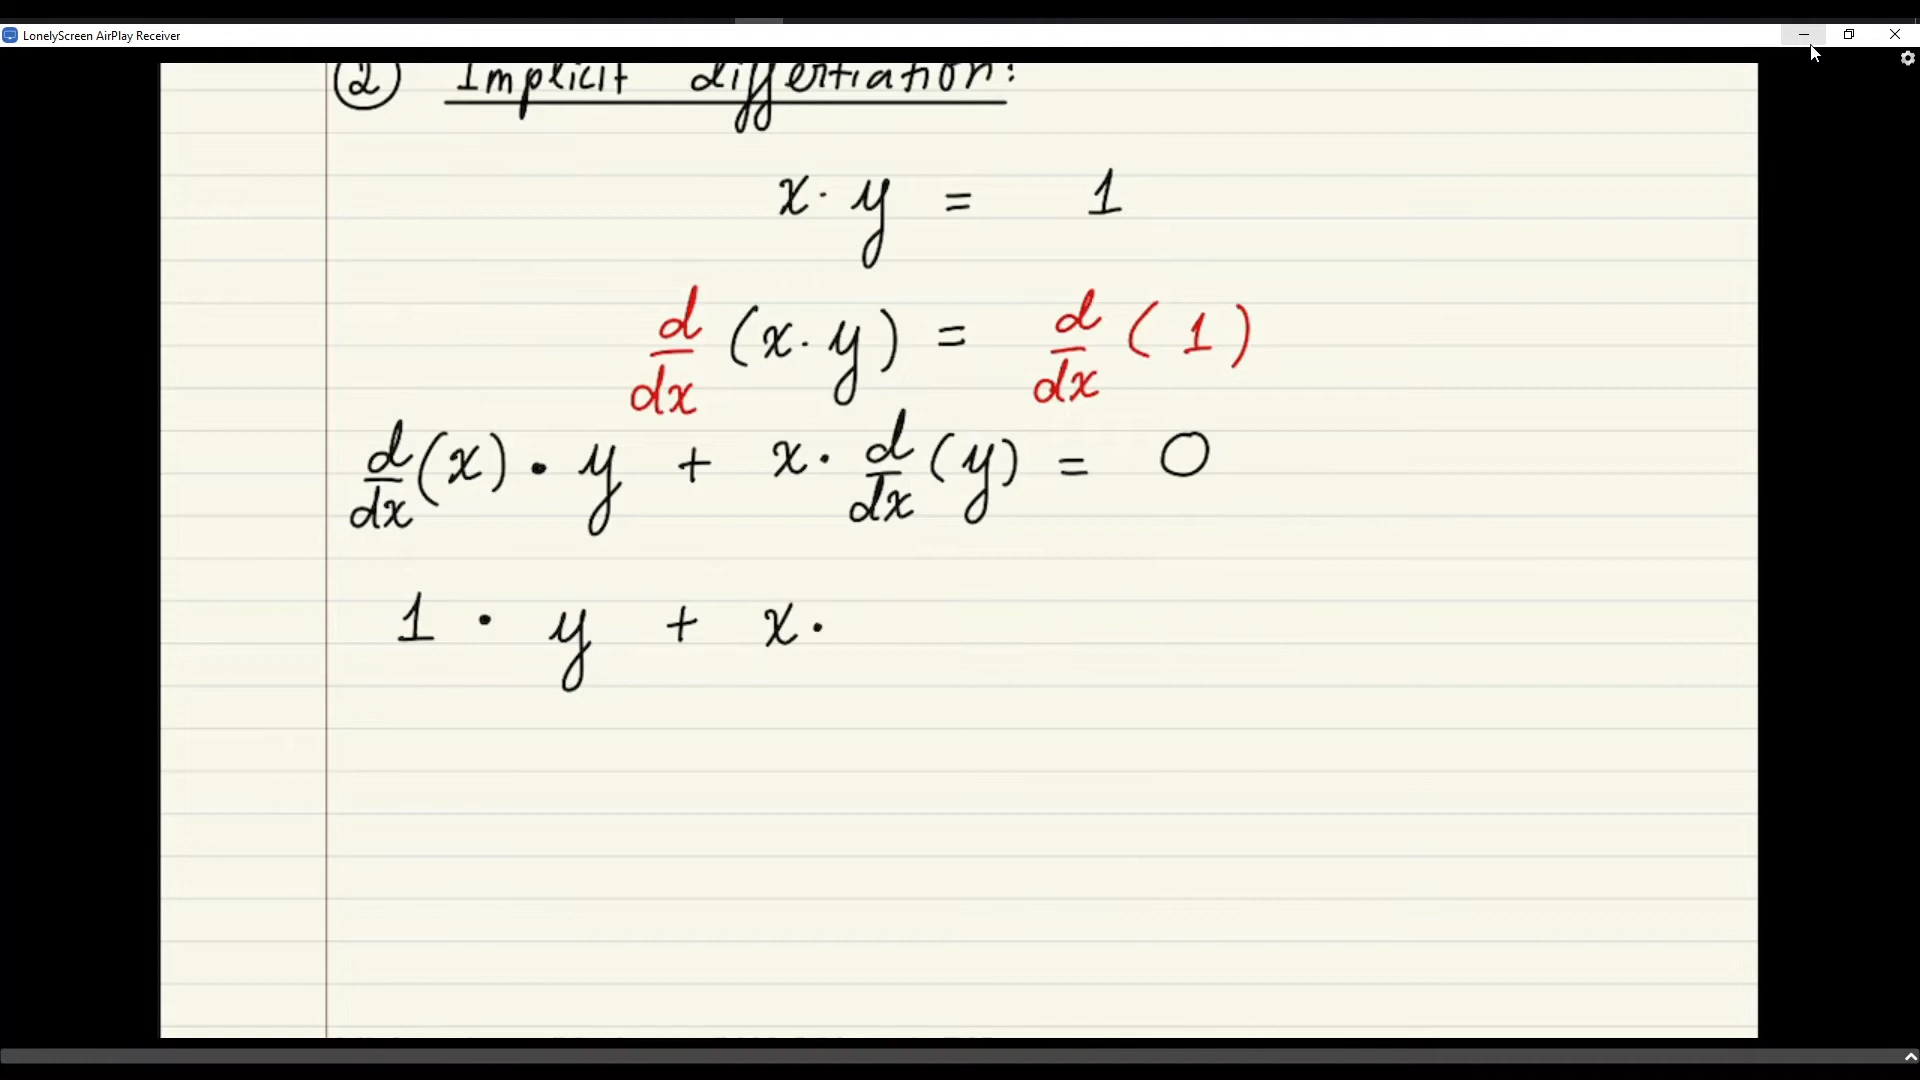 LonelyScreen AirPlay Receiver
② Implicit differtiation:
x · y = 1
d/dx (x · y) = d/dx (1)
d/dx (x) · y + x · d/dx (y) = 0
1 · y + x ·